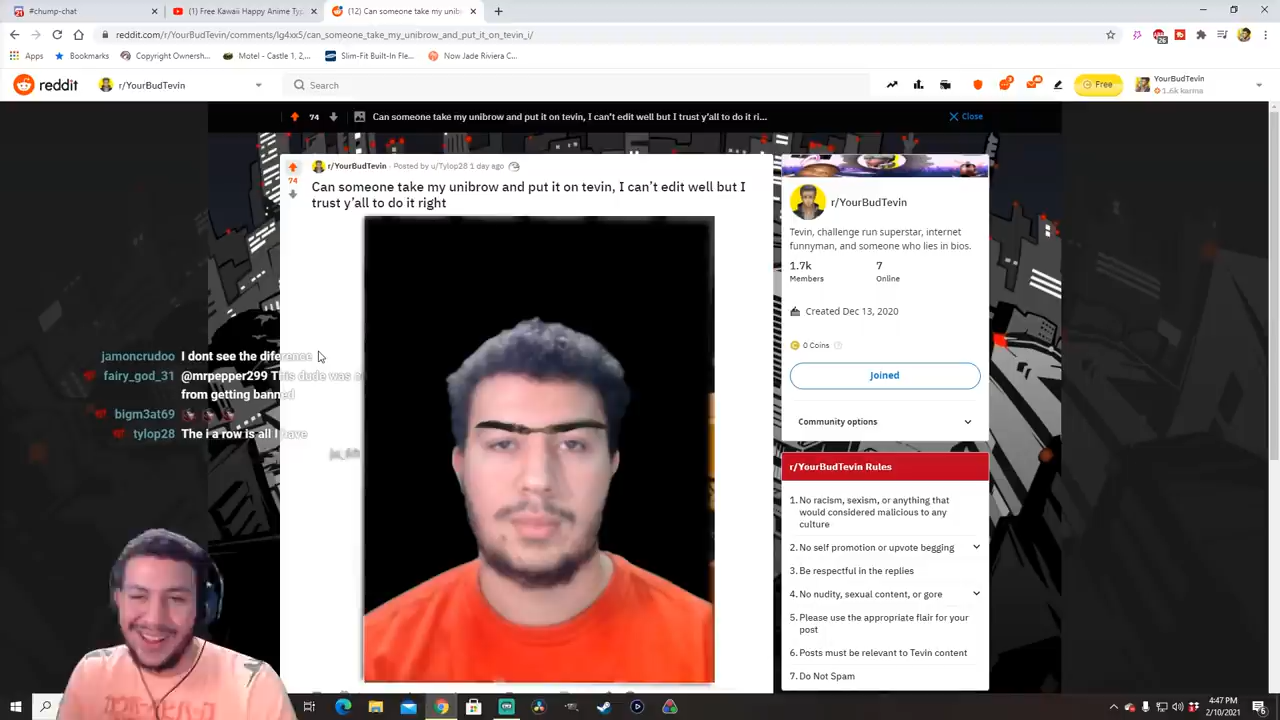 #chump-chat
(1) Free Kawaii Happy Anime Typ
(12) Can someone take my unibrow
reddit.com/r/YourBudTevin/comments/lg4xx5/can_someone_take_my_unibrow_and_put_it_on_tevin_i/
Apps
Bookmarks
Copyright Ownersh...
Motel - Castle 1, 2,...
Slim-Fit Built-In Fle...
Now Jade Riviera C...
reddit
r/YourBudTevin
Search
Free
YourBudTevin
1.6k karma
74
Can someone take my unibrow and put it on tevin, I can't edit well but I trust y'all to do it ri...
Close
r/YourBudTevin · Posted by u/Tylop28 1 day ago
74
Can someone take my unibrow and put it on tevin, I can't edit well but I
trust y'all to do it right
r/YourBudTevin
Tevin, challenge run superstar, internet
funnyman, and someone who lies in bios.
1.7k
7
Members
Online
Created Dec 13, 2020
0 Coins
Joined
Community options
r/YourBudTevin Rules
1. No racism, sexism, or anything that
would considered malicious to any
culture
2. No self promotion or upvote begging
3. Be respectful in the replies
4. No nudity, sexual content, or gore
5. Please use the appropriate flair for your
post
6. Posts must be relevant to Tevin content
7. Do Not Spam
jamoncrudoo I dont see the diference
fairy_god_31 @mrpepper299 This dude was
from getting banned
bigm3at69
tylop28 The i a row is all I have
4:47 PM
2/10/2021